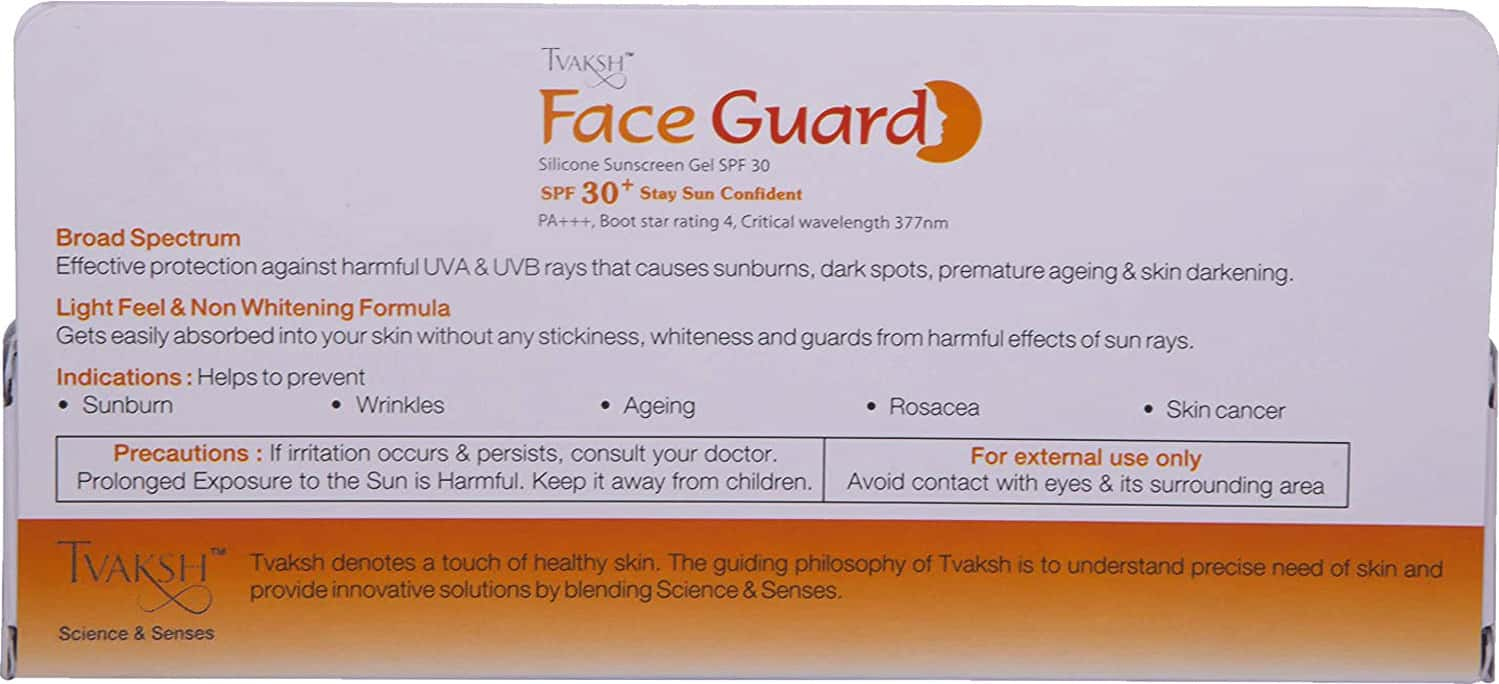 TVAKSH™
Face Guard
Silicone Sunscreen Gel SPF 30
SPF 30+ Stay Sun Confident
PA+++, Boot star rating 4, Critical wavelength 377nm
Broad Spectrum
Effective protection against harmful UVA & UVB rays that causes sunburns, dark spots, premature ageing & skin darkening.
Light Feel & Non Whitening Formula
Gets easily absorbed into your skin without any stickiness, whiteness and guards from harmful effects of sun rays.
Indications : Helps to prevent
• Sunburn • Wrinkles • Ageing • Rosacea • Skin cancer
Precautions : If irritation occurs & persists, consult your doctor.
Prolonged Exposure to the Sun is Harmful. Keep it away from children.
For external use only
Avoid contact with eyes & its surrounding area
TVAKSH™
Science & Senses
Tvaksh denotes a touch of healthy skin. The guiding philosophy of Tvaksh is to understand precise need of skin and
provide innovative solutions by blending Science & Senses.